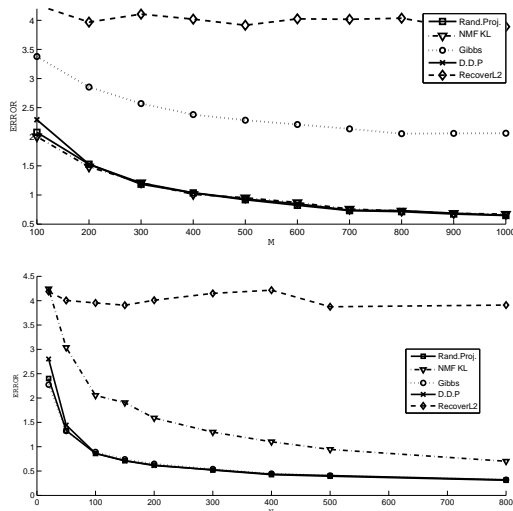 4
3.5
3
2.5
2
1.5
1
0.5
ERROR
100 200 300 400 500 600 700 800 900 1000
M
Rand.Proj.
NMF KL
Gibbs
D.D.P
RecoverL2
4.5
4
3.5
3
2.5
2
1.5
1
0.5
0
ERROR
0 100 200 300 400 500 600 700 800
Rand.Proj.
NMF KL
Gibbs
D.D.P
RecoverL2